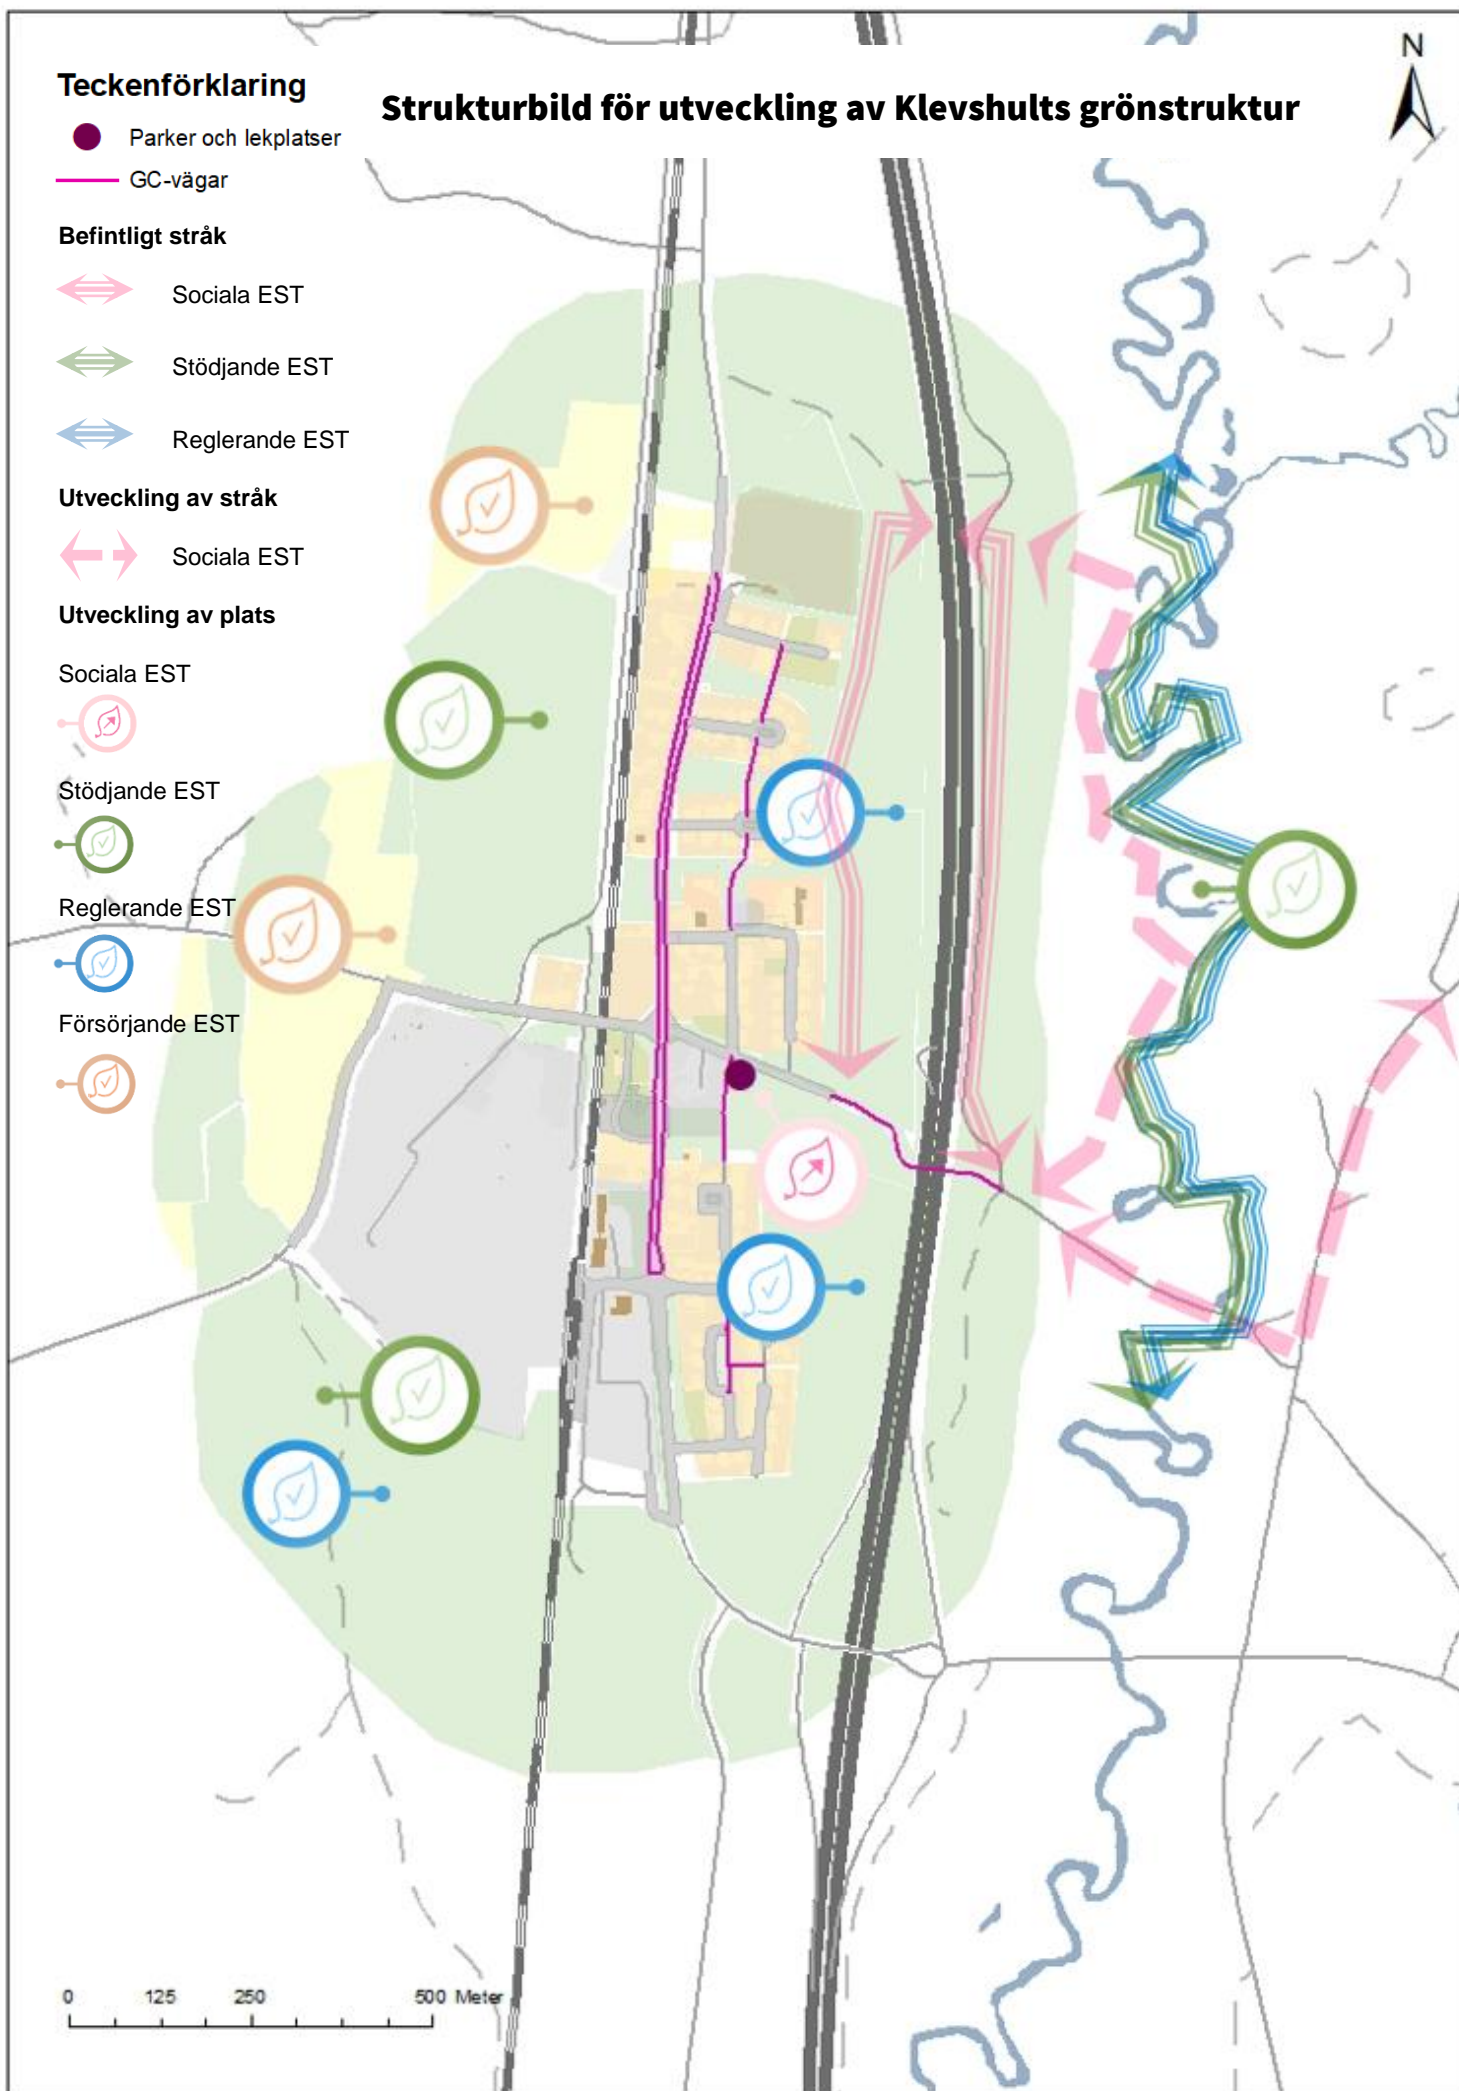 N
Teckenförklaring
Strukturbild för utveckling av Klevshults grönstruktur
Parker och lekplatser
GC-vägar
Befintligt stråk
Sociala EST
Stödjande EST
Reglerande EST
Utveckling av stråk
Sociala EST
Utveckling av plats
Sociala EST
Stödjande EST
Reglerande EST
Försörjande EST
0 125 250 500 Meter